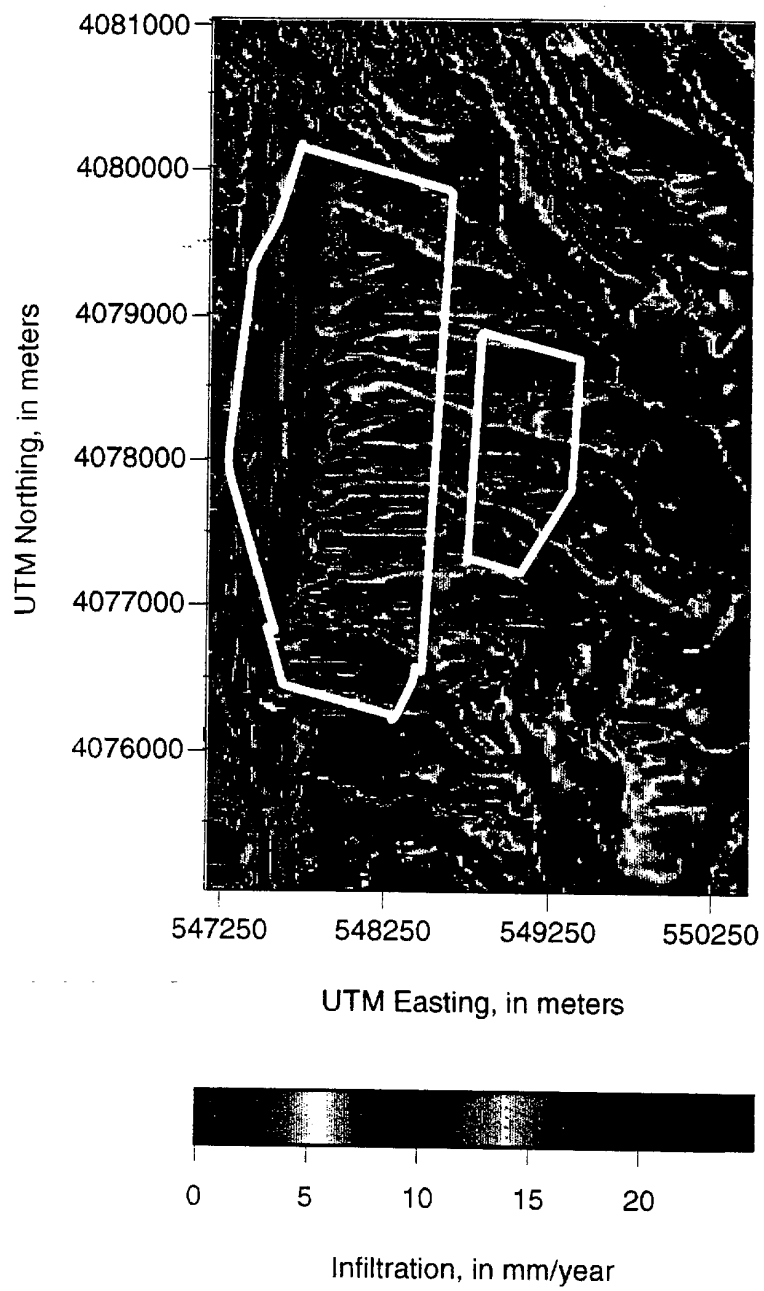 4081000
4080000
4079000
4078000
4077000
4076000
UTM Northing, in meters
547250 548250 549250 550250
UTM Easting, in meters
0 5 10 15 20
Infiltration, in mm/year